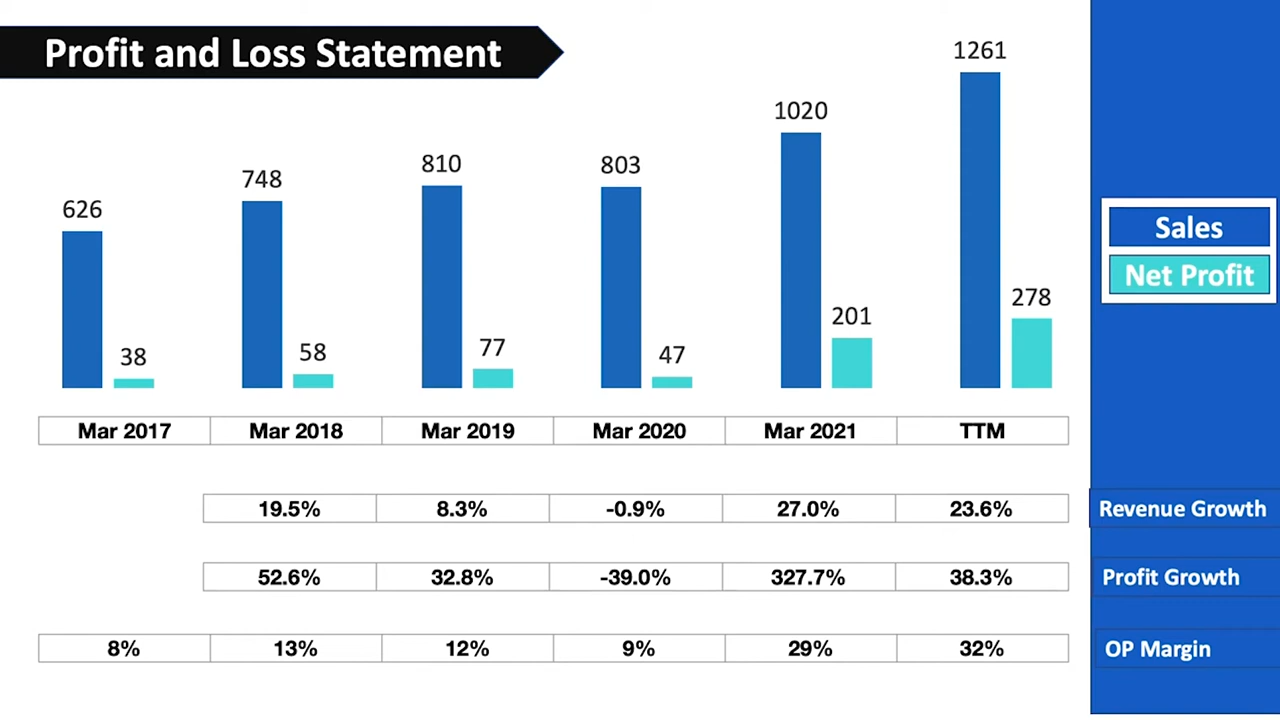 Profit and Loss Statement
626
38
748
58
810
77
803
47
1020
201
1261
278
Sales
Net Profit
Mar 2017 Mar 2018 Mar 2019 Mar 2020 Mar 2021 TTM
19.5% 8.3% -0.9% 27.0% 23.6% Revenue Growth
52.6% 32.8% -39.0% 327.7% 38.3% Profit Growth
8% 13% 12% 9% 29% 32% OP Margin